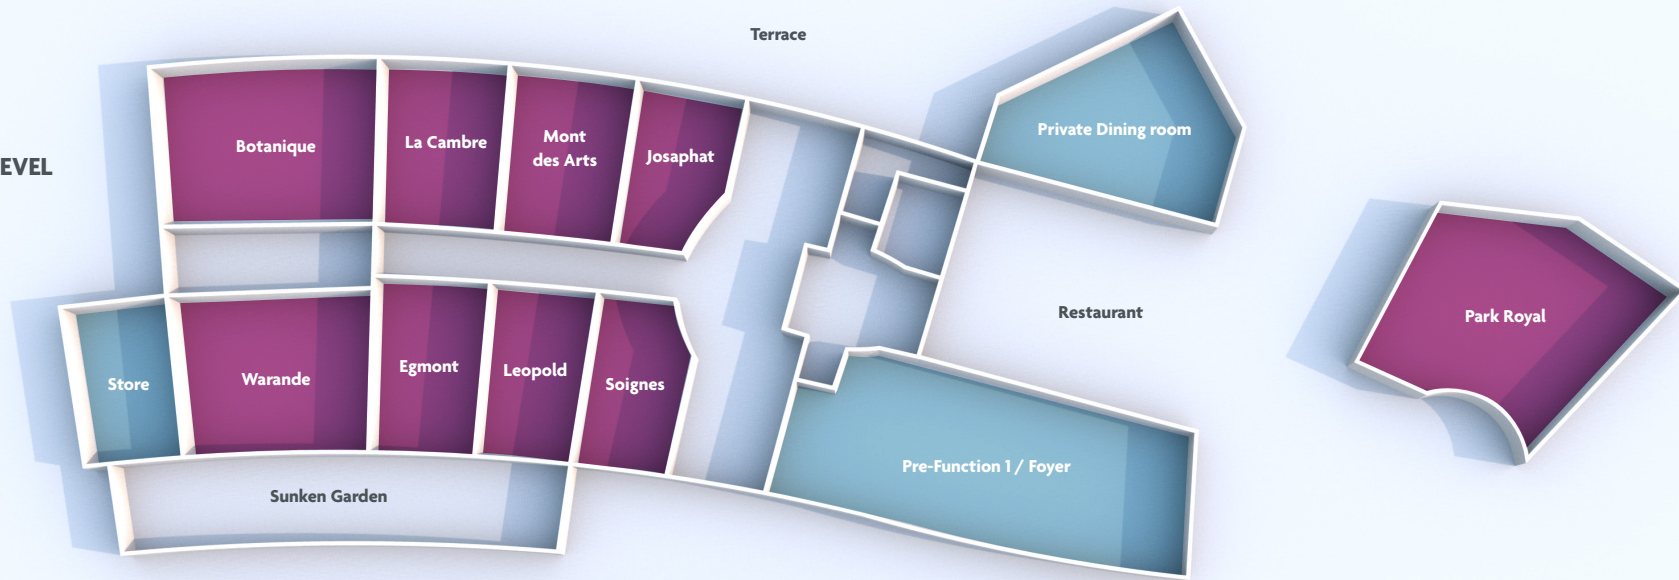 Terrace
EVEL
Botanique
La Cambre
Mont
des Arts
Josaphat
Private Dining room
Restaurant
Park Royal
Store
Warande
Egmont
Leopold
Soignes
Pre-Function 1 / Foyer
Sunken Garden